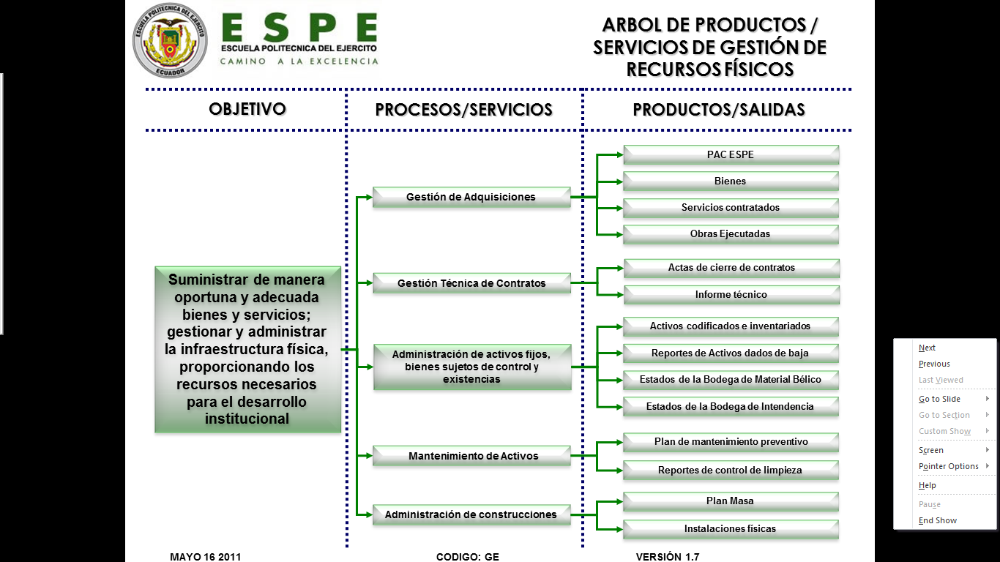 ESCUELA POLITECNICA DEL EJERCITO
ECUADOR
ESPE
ESCUELA POLITECNICA DEL EJERCITO
CAMINO A LA EXCELENCIA
ARBOL DE PRODUCTOS /
SERVICIOS DE GESTIÓN DE
RECURSOS FÍSICOS
OBJETIVO
PROCESOS/SERVICIOS
PRODUCTOS/SALIDAS
Suministrar de manera
oportuna y adecuada
bienes y servicios;
gestionar y administrar
la infraestructura física,
proporcionando los
recursos necesarios
para el desarrollo
institucional
Gestión de Adquisiciones
PAC ESPE
Bienes
Servicios contratados
Obras Ejecutadas
Gestión Técnica de Contratos
Actas de cierre de contratos
Informe técnico
Administración de activos fijos,
bienes sujetos de control y
existencias
Activos codificados e inventariados
Reportes de Activos dados de baja
Estados de la Bodega de Material Bélico
Estados de la Bodega de Intendencia
Mantenimiento de Activos
Plan de mantenimiento preventivo
Reportes de control de limpieza
Administración de construcciones
Plan Masa
Instalaciones físicas
MAYO 16 2011
CODIGO: GE
VERSIÓN 1.7
Next
Previous
Last Viewed
Go to Slide
Go to Section
Custom Show
Screen
Pointer Options
Help
Pause
End Show